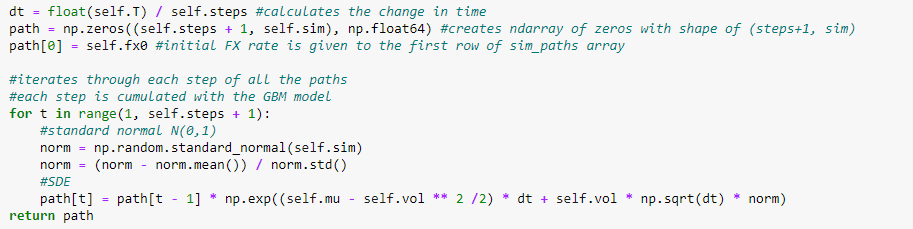 dt = float(self.T) / self.steps #calculates the change in time
path = np.zeros((self.steps + 1, self.sim), np.float64) #creates ndarray of zeros with shape of (steps+1, sim)
path[0] = self.fx0 #initial FX rate is given to the first row of sim_paths array
#iterates through each step of all the paths
#each step is cumulated with the GBM model
for t in range(1, self.steps + 1):
    #standard normal N(0,1)
    norm = np.random.standard_normal(self.sim)
    norm = (norm - norm.mean()) / norm.std()
    #SDE
    path[t] = path[t - 1] * np.exp((self.mu - self.vol ** 2 /2) * dt + self.vol * np.sqrt(dt) * norm)
return path